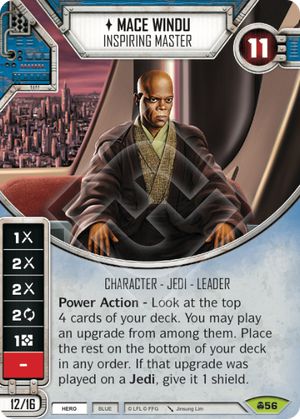 MACE WINDU
INSPIRING MASTER
11
1
2
2
2
1
-
12/16
CHARACTER - JEDI - LEADER
Power Action - Look at the top
4 cards of your deck. You may play
an upgrade from among them. Place
the rest on the bottom of your deck
in any order. If that upgrade was
played on a Jedi, give it 1 shield.
HERO BLUE © LFL © FFG Jinsung Lim
56